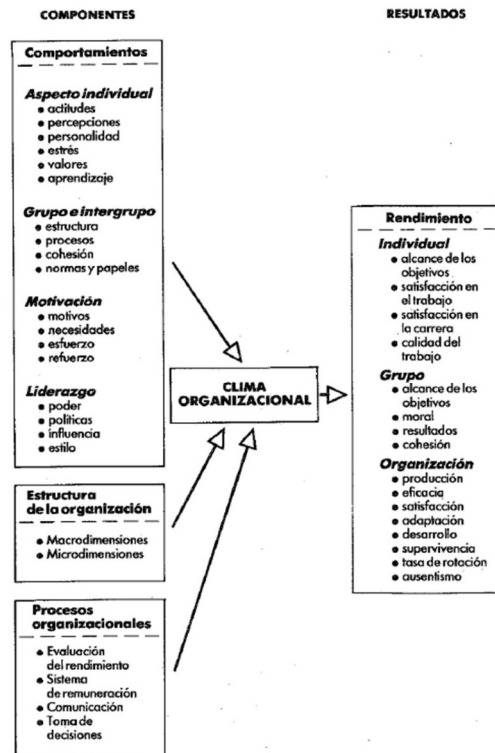 COMPONENTES
Comportamientos
Aspecto individual
• actitudes
• percepciones
• personalidad
• estrés
• valores
• aprendizaje
Grupo e intergrupo
• estructura
• procesos
• cohesión
• normas y papeles
Motivación
• motivos
• necesidades
• esfuerzo
• refuerzo
Liderazgo
• poder
• políticas
• influencia
• estilo
Estructura
de la organización
• Macrodimensiones
• Microdimensiones
Procesos
organizacionales
• Evaluación
del rendimiento
• Sistema
de remuneración
• Comunicación
• Toma de
decisiones
CLIMA
ORGANIZACIONAL
RESULTADOS
Rendimiento
Individual
• alcance de los
objetivos
• satisfacción en
el trabajo
• satisfacción en
la carrera
• calidad del
trabajo
Grupo
• alcance de los
objetivos
• moral
• resultados
• cohesión
Organización
• producción
• eficacia
• satisfacción
• adaptación
• desarrollo
• supervivencia
• tasa de rotación
• ausentismo